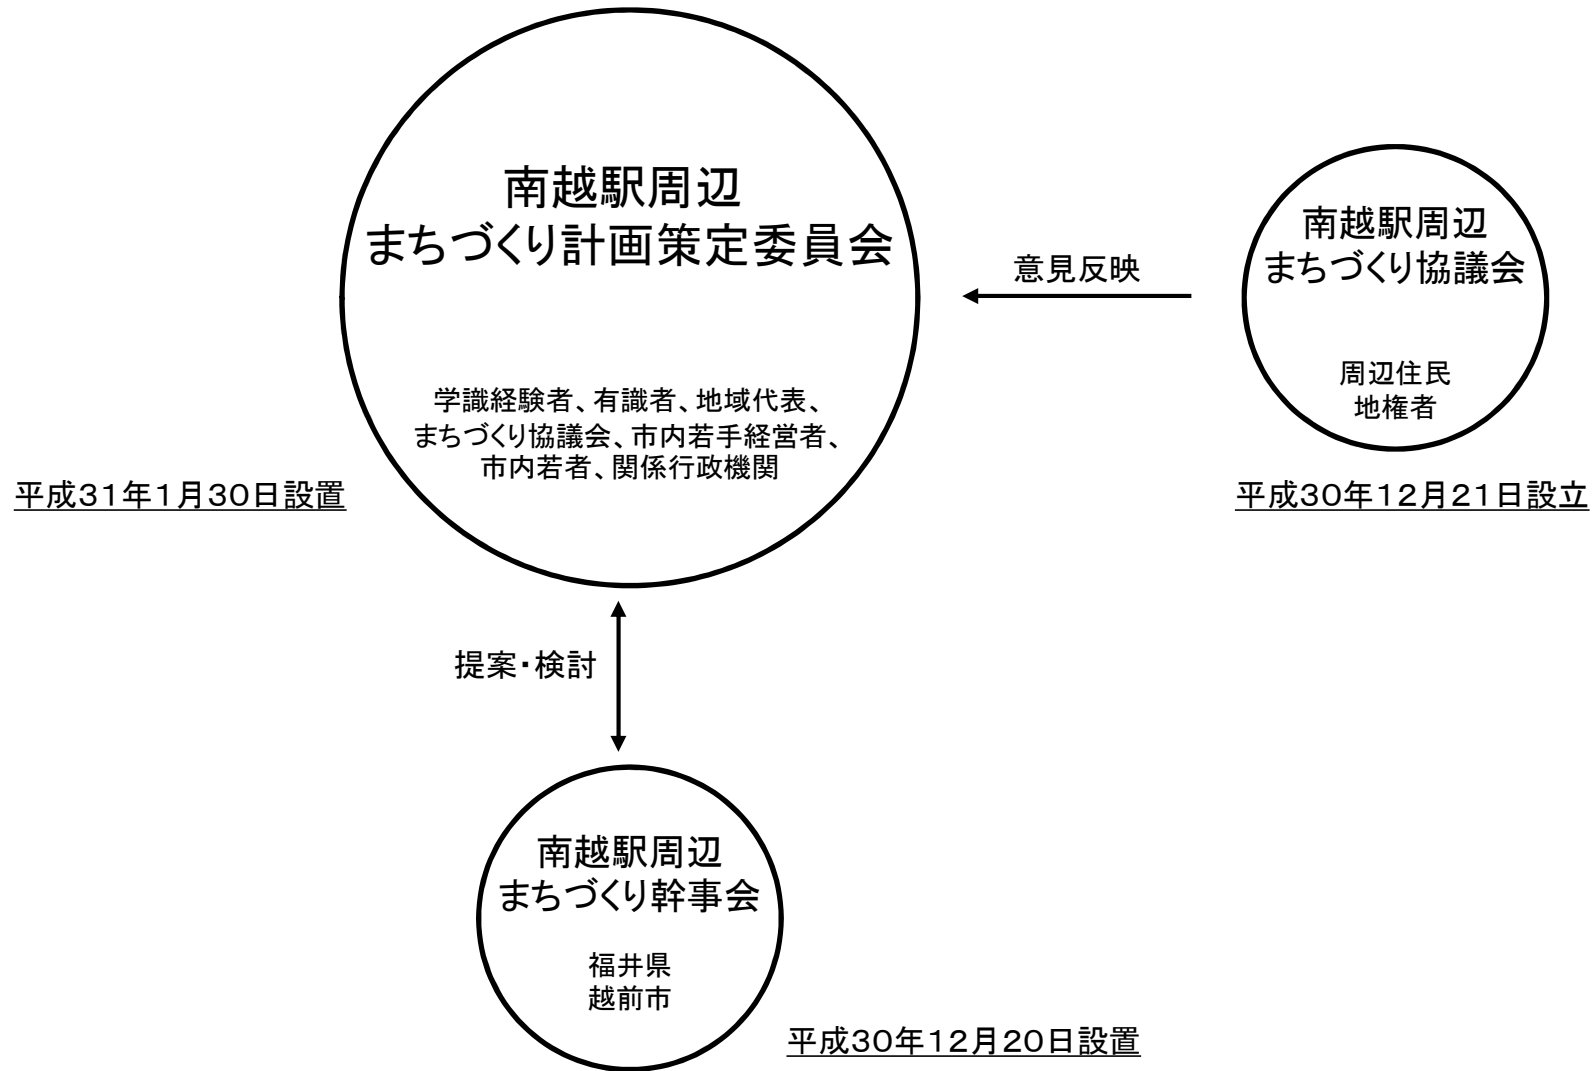 南越駅周辺
まちづくり計画策定委員会
学識経験者、有識者、地域代表、
まちづくり協議会、市内若手経営者、
市内若者、関係行政機関
平成31年1月30日設置
意見反映
南越駅周辺
まちづくり協議会
周辺住民
地権者
平成30年12月21日設立
提案・検討
南越駅周辺
まちづくり幹事会
福井県
越前市
平成30年12月20日設置